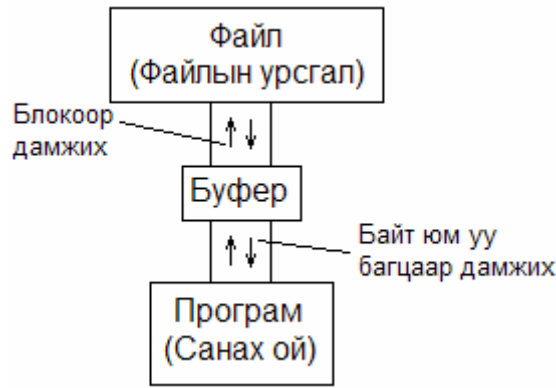 Файл
(Файлын урсгал)
Блокоор
дамжих
Буфер
Байт юм уу
багцаар дамжих
Програм
(Санах ой)